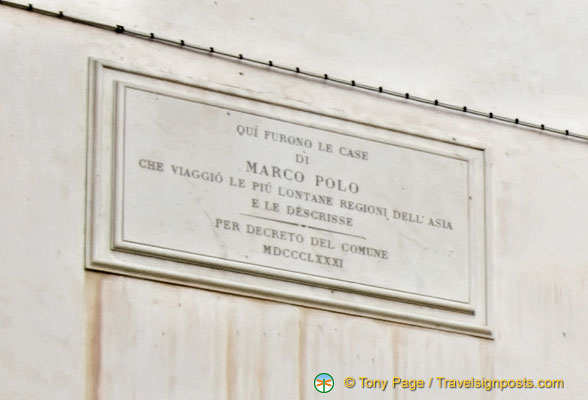 QUÌ FURONO LE CASE
DI
MARCO POLO
CHE VIAGGIÒ LE PIÙ LONTANE REGIONI DELL'ASIA
E LE DESCRISSE
PER DECRETO DEL COMUNE
MDCCCLXXXI
© Tony Page / Travelsignposts.com